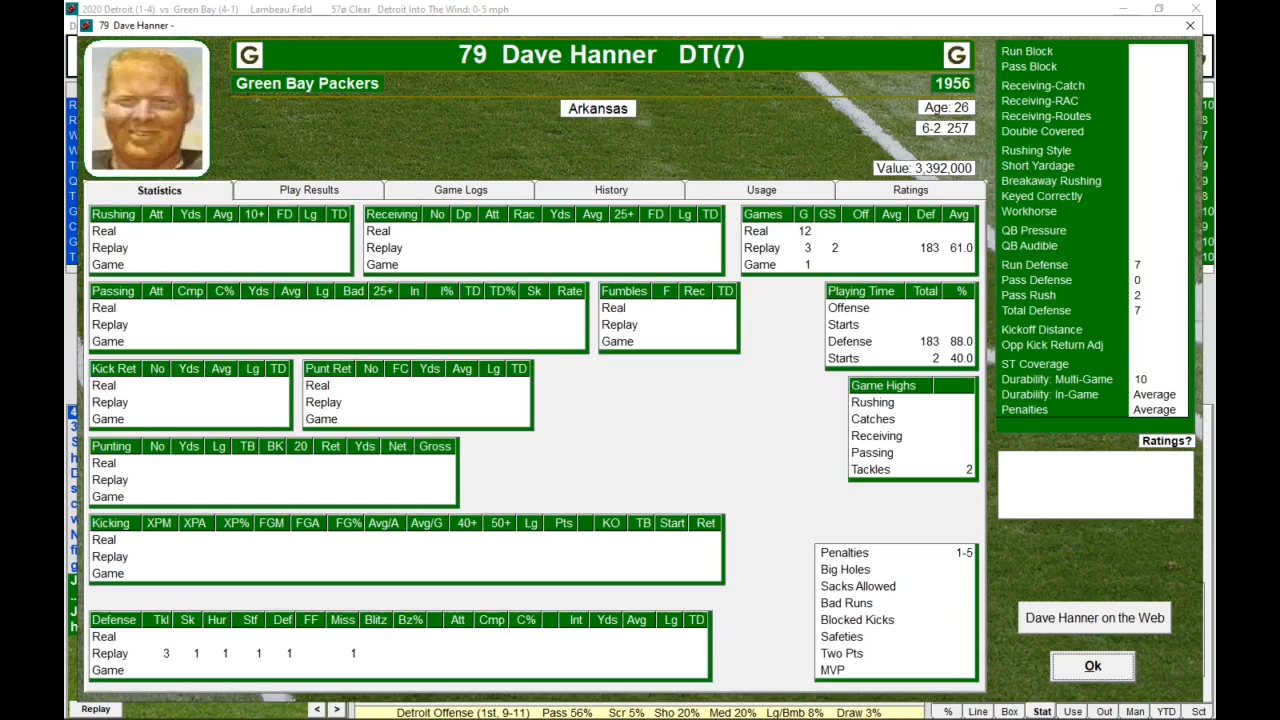 2020 Detroit (1-4) vs Green Bay (4-1) Lambeau Field 57ø Clear Detroit Into The Wind: 0-5 mph
79 Dave Hanner -
G 79 Dave Hanner DT(7) G
Green Bay Packers 1956
Arkansas
Age: 26
6-2 257
Value: 3,392,000
Statistics Play Results Game Logs History Usage Ratings
Rushing Att Yds Avg 10+ FD Lg TD
Real
Replay
Game
Receiving No Dp Att Rac Yds Avg 25+ FD Lg TD
Real
Replay
Game
Games G GS Off Avg Def Avg
Real 12
Replay 3 2 183 61.0
Game 1
Passing Att Cmp C% Yds Avg Lg Bad 25+ In I% TD TD% Sk Rate
Real
Replay
Game
Fumbles F Rec TD
Real
Replay
Game
Playing Time Total %
Offense
Starts
Defense 183 88.0
Starts 2 40.0
Kick Ret No Yds Avg Lg TD
Real
Replay
Game
Punt Ret No FC Yds Avg Lg TD
Real
Replay
Game
Game Highs
Rushing
Catches
Receiving
Passing
Tackles 2
Punting No Yds Lg TB BK 20 Ret Yds Net Gross
Real
Replay
Game
Kicking XPM XPA XP% FGM FGA FG% Avg/A Avg/G 40+ 50+ Lg Pts KO TB Start Ret
Real
Replay
Game
Penalties 1-5
Big Holes
Sacks Allowed
Bad Runs
Blocked Kicks
Safeties
Two Pts
MVP
Defense Tkl Sk Hur Stf Def FF Miss Blitz Bz% Att Cmp C% Int Yds Avg Lg TD
Real
Replay 3 1 1 1 1 1
Game
Run Block
Pass Block
Receiving-Catch
Receiving-RAC
Receiving-Routes
Double Covered
Rushing Style
Short Yardage
Breakaway Rushing
Keyed Correctly
Workhorse
QB Pressure
QB Audible
Run Defense 7
Pass Defense 0
Pass Rush 2
Total Defense 7
Kickoff Distance
Opp Kick Return Adj
ST Coverage
Durability: Multi-Game 10
Durability: In-Game Average
Penalties Average
Ratings?
Dave Hanner on the Web
Ok
Replay < > Detroit Offense (1st, 9-11) Pass 56% Scr 5% Sho 20% Med 20% Lg/Bmb 8% Draw 3% % Line Box Stat Use Out Man YTD Sct